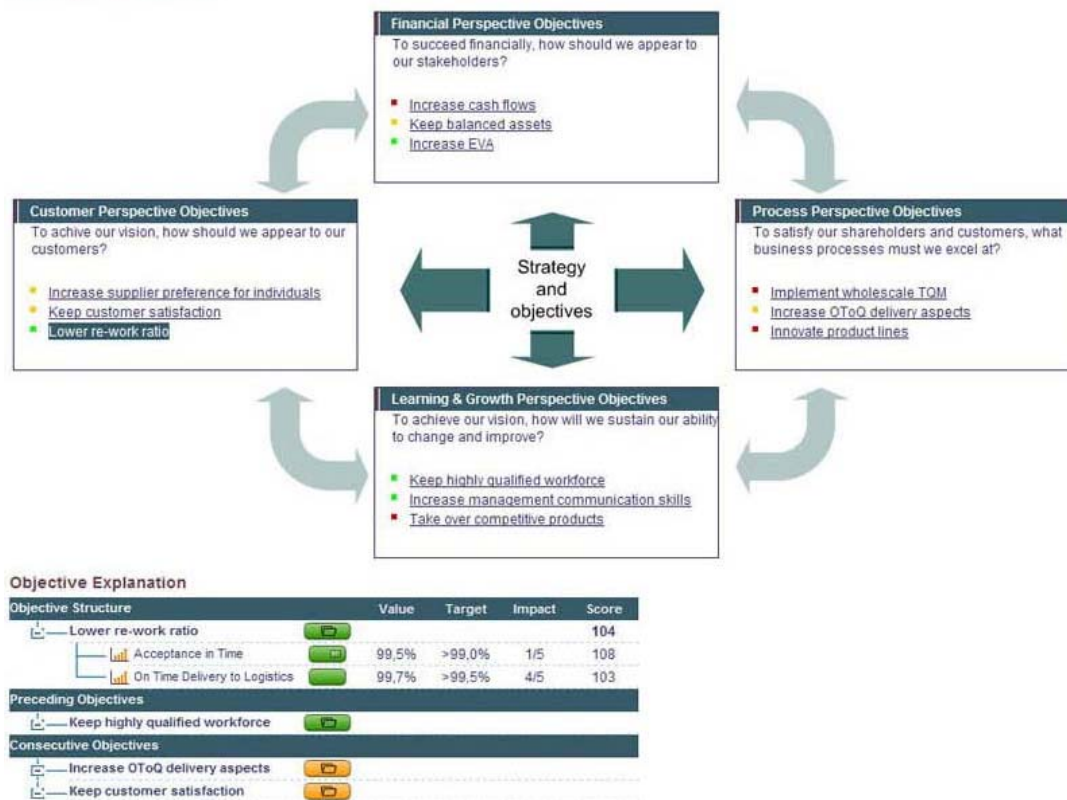 Financial Perspective Objectives
To succeed financially, how should we appear to
our stakeholders?
Increase cash flows
Keep balanced assets
Increase EVA
Customer Perspective Objectives
To achive our vision, how should we appear to our
customers?
Increase supplier preference for individuals
Keep customer satisfaction
Lower re-work ratio
Strategy
and
objectives
Process Perspective Objectives
To satisfy our shareholders and customers, what
business processes must we excel at?
Implement wholescale TQM
Increase OToQ delivery aspects
Innovate product lines
Learning & Growth Perspective Objectives
To achieve our vision, how will we sustain our ability
to change and improve?
Keep highly qualified workforce
Increase management communication skills
Take over competitive products
Objective Explanation
Objective Structure Value Target Impact Score
Lower re-work ratio 104
Acceptance in Time 99,5% >99,0% 1/5 108
On Time Delivery to Logistics 99,7% >99,5% 4/5 103
Preceding Objectives
Keep highly qualified workforce
Consecutive Objectives
Increase OToQ delivery aspects
Keep customer satisfaction